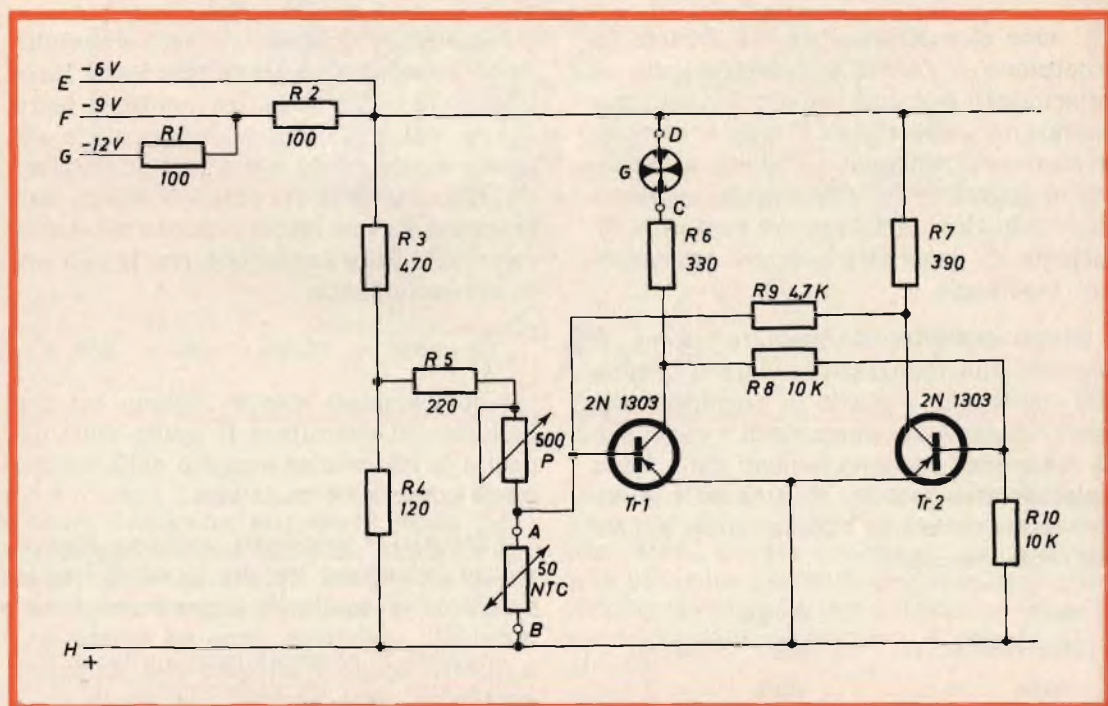 E -6V
F -9V
G -12V
R1
100
R2
100
R3
470
R4
120
R5
220
500
P
A
50
NTC
B
D
G
C
R6
330
R7
390
R9 4,7K
R8 10K
2N 1303
Tr1
2N 1303
Tr2
R10
10K
H +